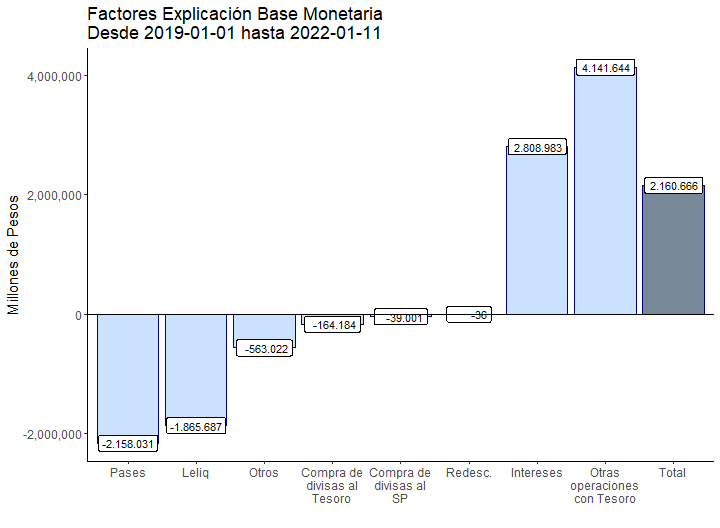 Factores Explicación Base Monetaria
Desde 2019-01-01 hasta 2022-01-11
Millones de Pesos
4,000,000
2,000,000
0
-2,000,000
-2.158.031
-1.865.687
-563.022
-164.184
-39.001
-36
2.808.983
4.141.644
2.160.666
Pases
Leliq
Otros
Compra de
divisas al
Tesoro
Compra de
divisas al
SP
Redesc.
Intereses
Otras
operaciones
con Tesoro
Total